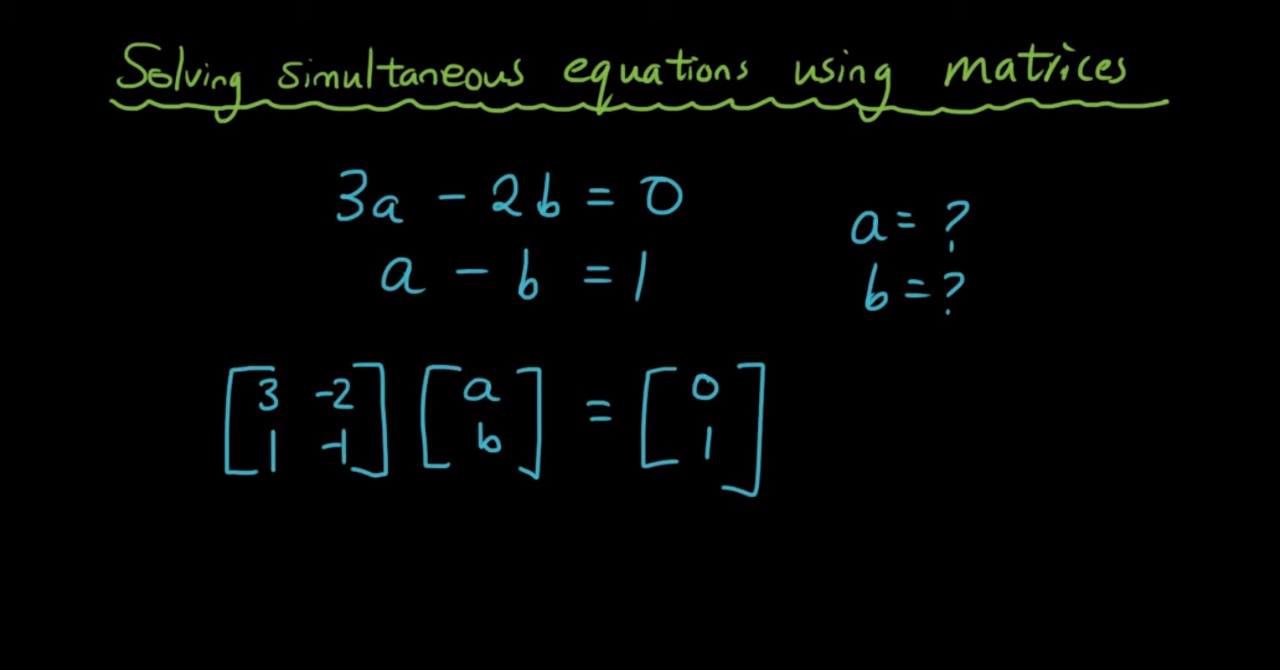 Solving simultaneous equations using matrices
3a - 2b = 0
a - b = 1
a = ?
b = ?
[3 -2] [a] = [0]
[1 -1] [b] [1]